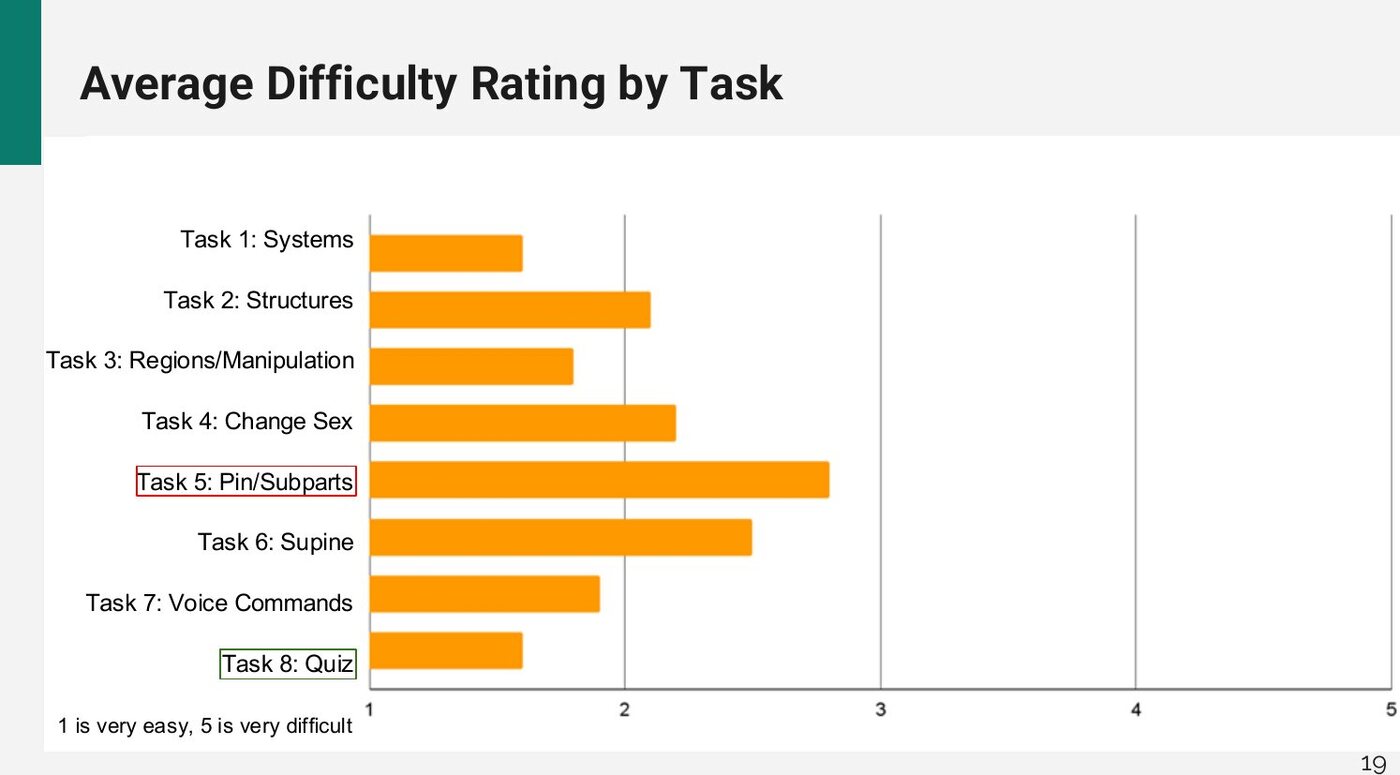 Average Difficulty Rating by Task
Task 1: Systems
Task 2: Structures
Task 3: Regions/Manipulation
Task 4: Change Sex
Task 5: Pin/Subparts
Task 6: Supine
Task 7: Voice Commands
Task 8: Quiz
1 2 3 4 5
1 is very easy, 5 is very difficult
19